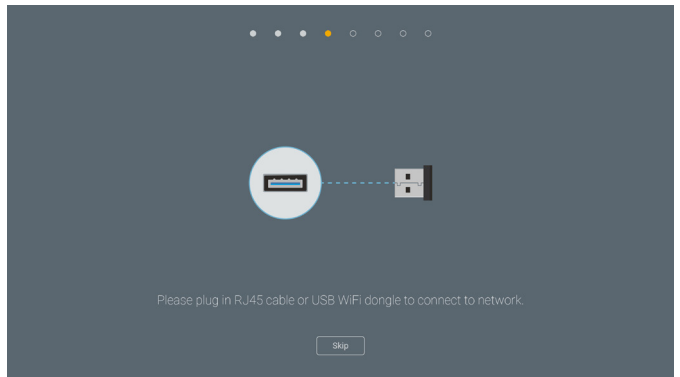 Please plug in RJ45 cable or USB WiFi dongle to connect to network.
Skip